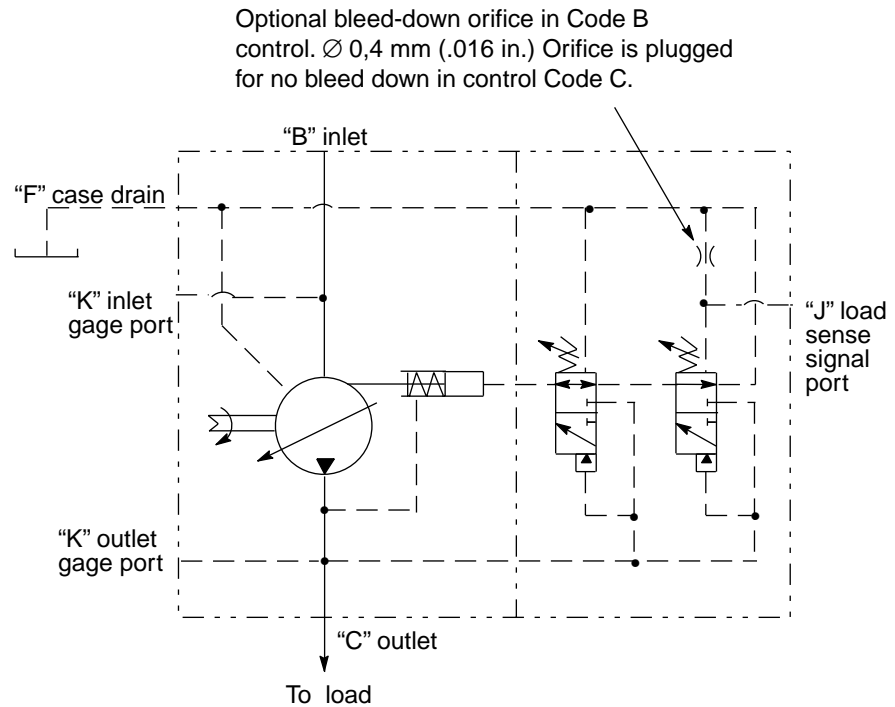 Optional bleed-down orifice in Code B
control. ∅ 0,4 mm (.016 in.) Orifice is plugged
for no bleed down in control Code C.
“B” inlet
“F” case drain
“K” inlet
gage port
“J” load
sense
signal
port
“K” outlet
gage port
“C” outlet
To load